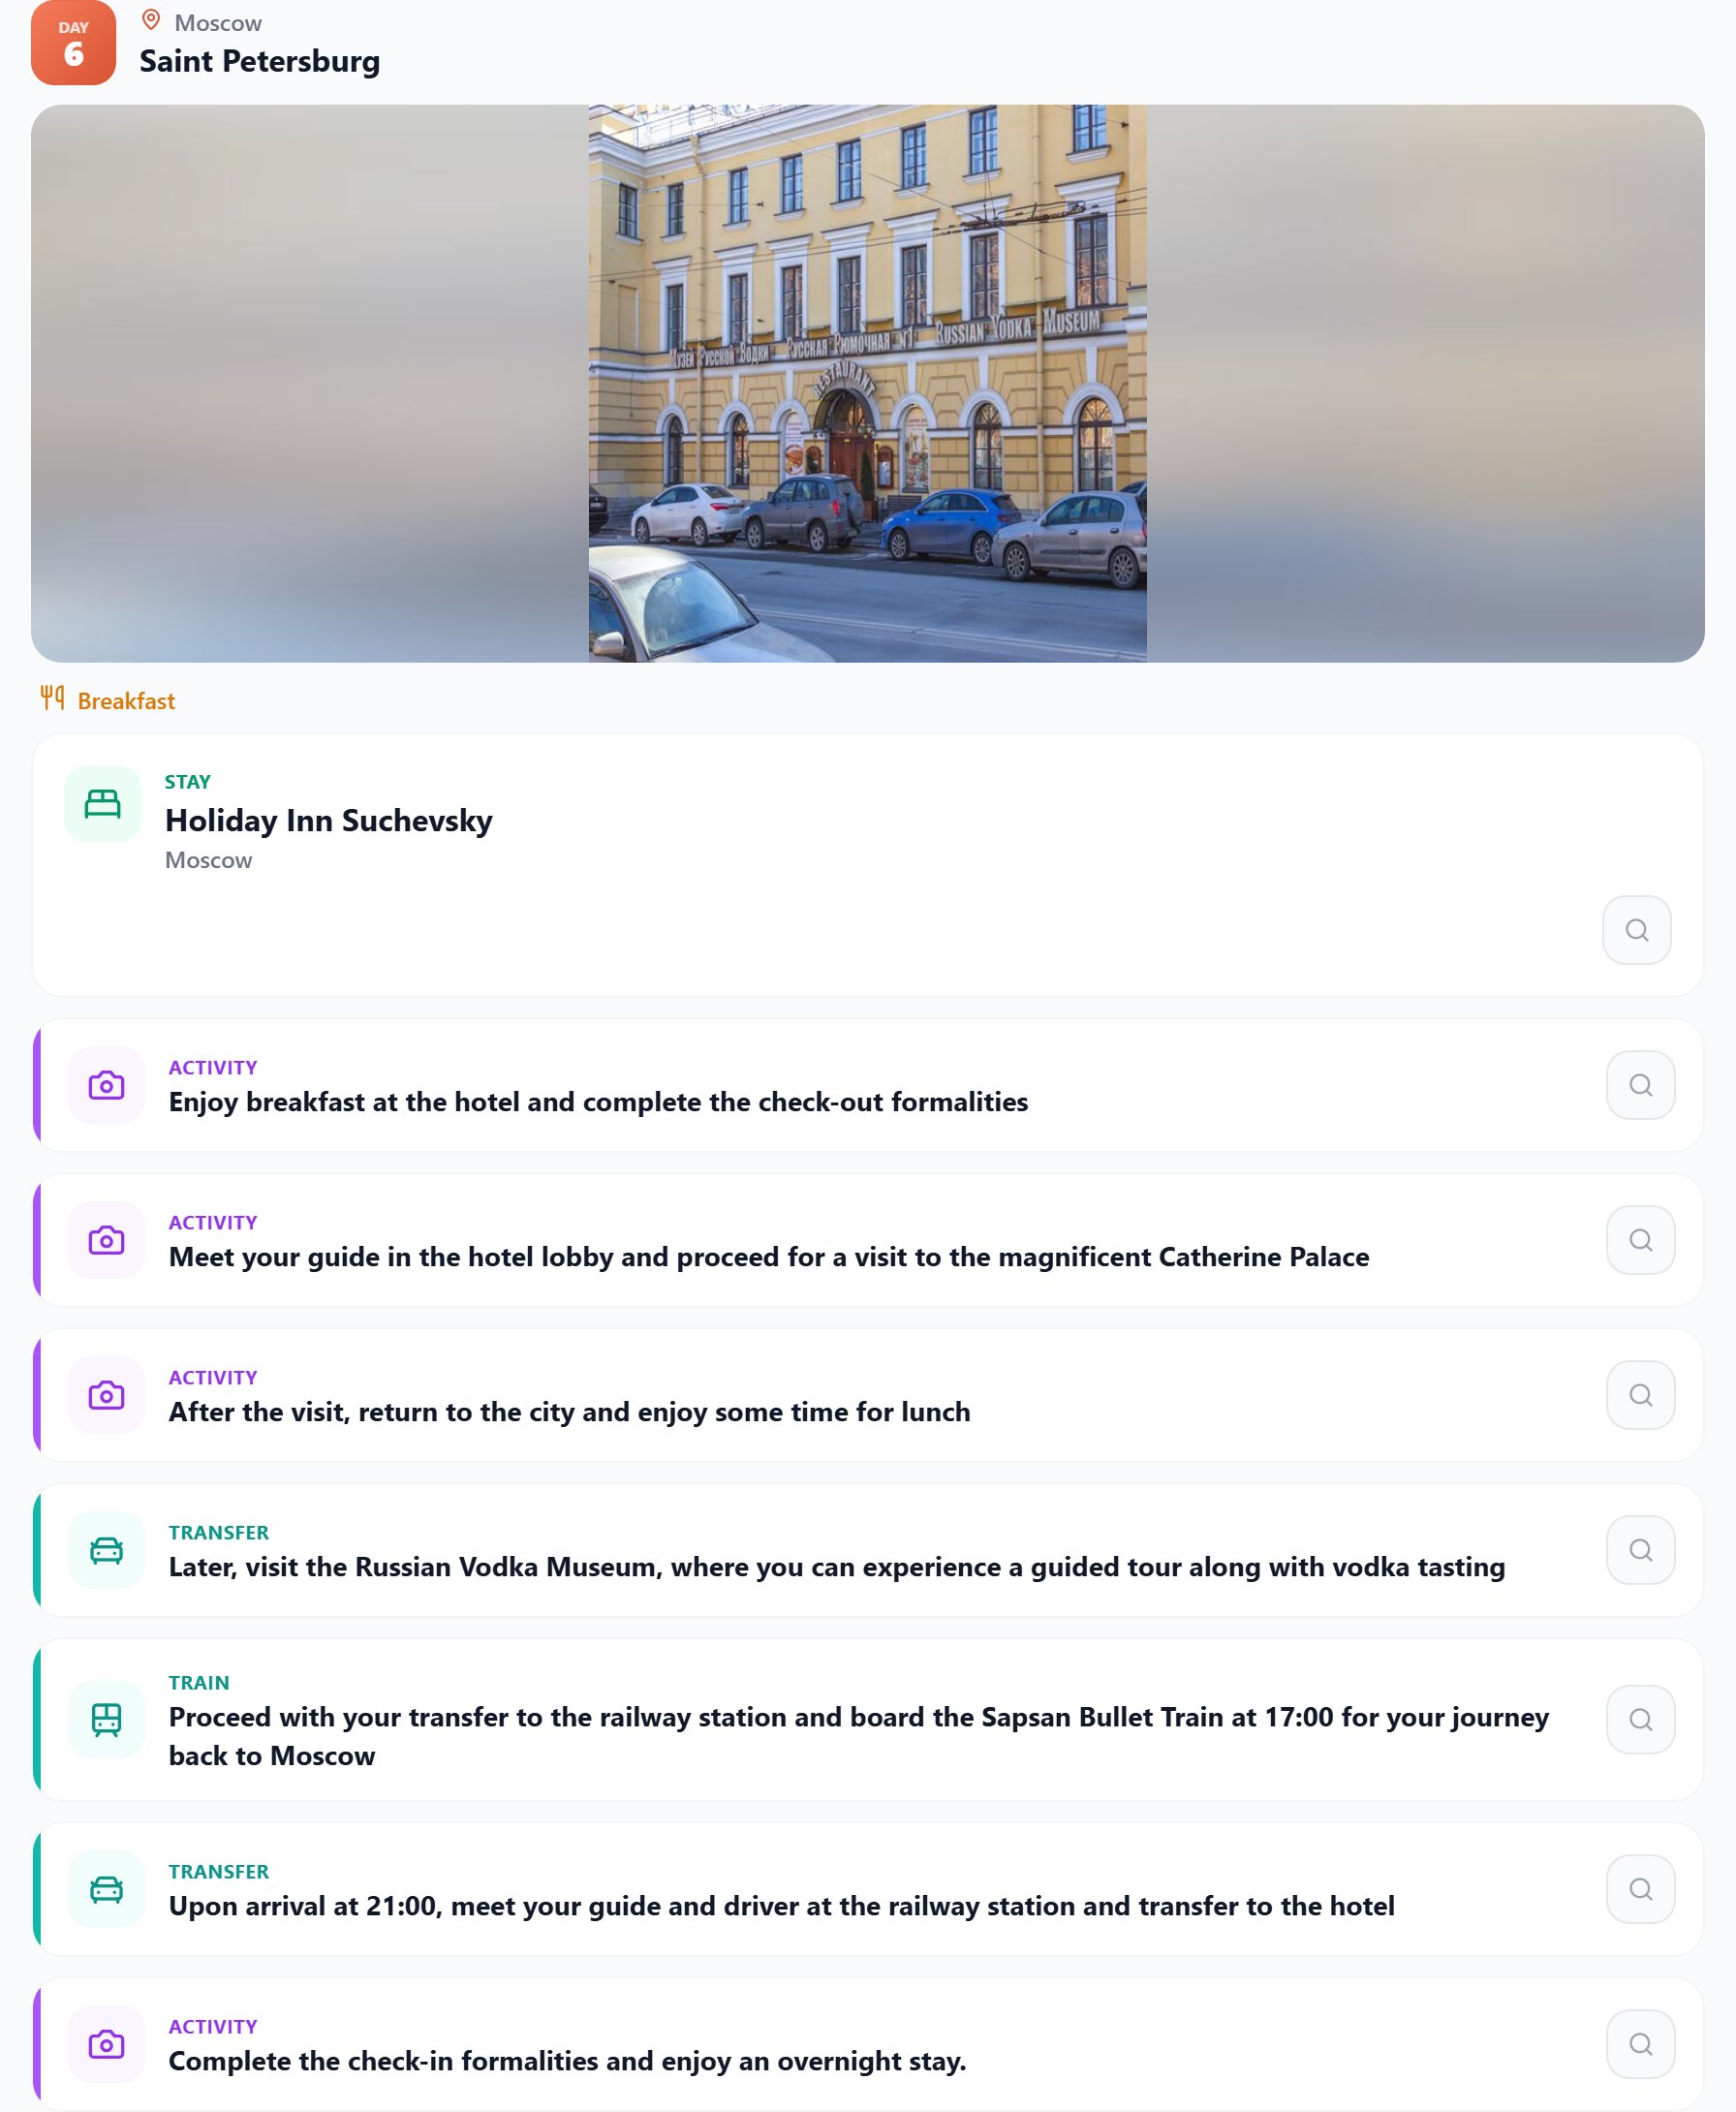 DAY
6
Moscow
Saint Petersburg
Музей Русской Водки Русская Рюмочная №1 Russian Vodka Museum
RESTAURANT
Breakfast
STAY
Holiday Inn Suchevsky
Moscow
ACTIVITY
Enjoy breakfast at the hotel and complete the check-out formalities
ACTIVITY
Meet your guide in the hotel lobby and proceed for a visit to the magnificent Catherine Palace
ACTIVITY
After the visit, return to the city and enjoy some time for lunch
TRANSFER
Later, visit the Russian Vodka Museum, where you can experience a guided tour along with vodka tasting
TRAIN
Proceed with your transfer to the railway station and board the Sapsan Bullet Train at 17:00 for your journey
back to Moscow
TRANSFER
Upon arrival at 21:00, meet your guide and driver at the railway station and transfer to the hotel
ACTIVITY
Complete the check-in formalities and enjoy an overnight stay.